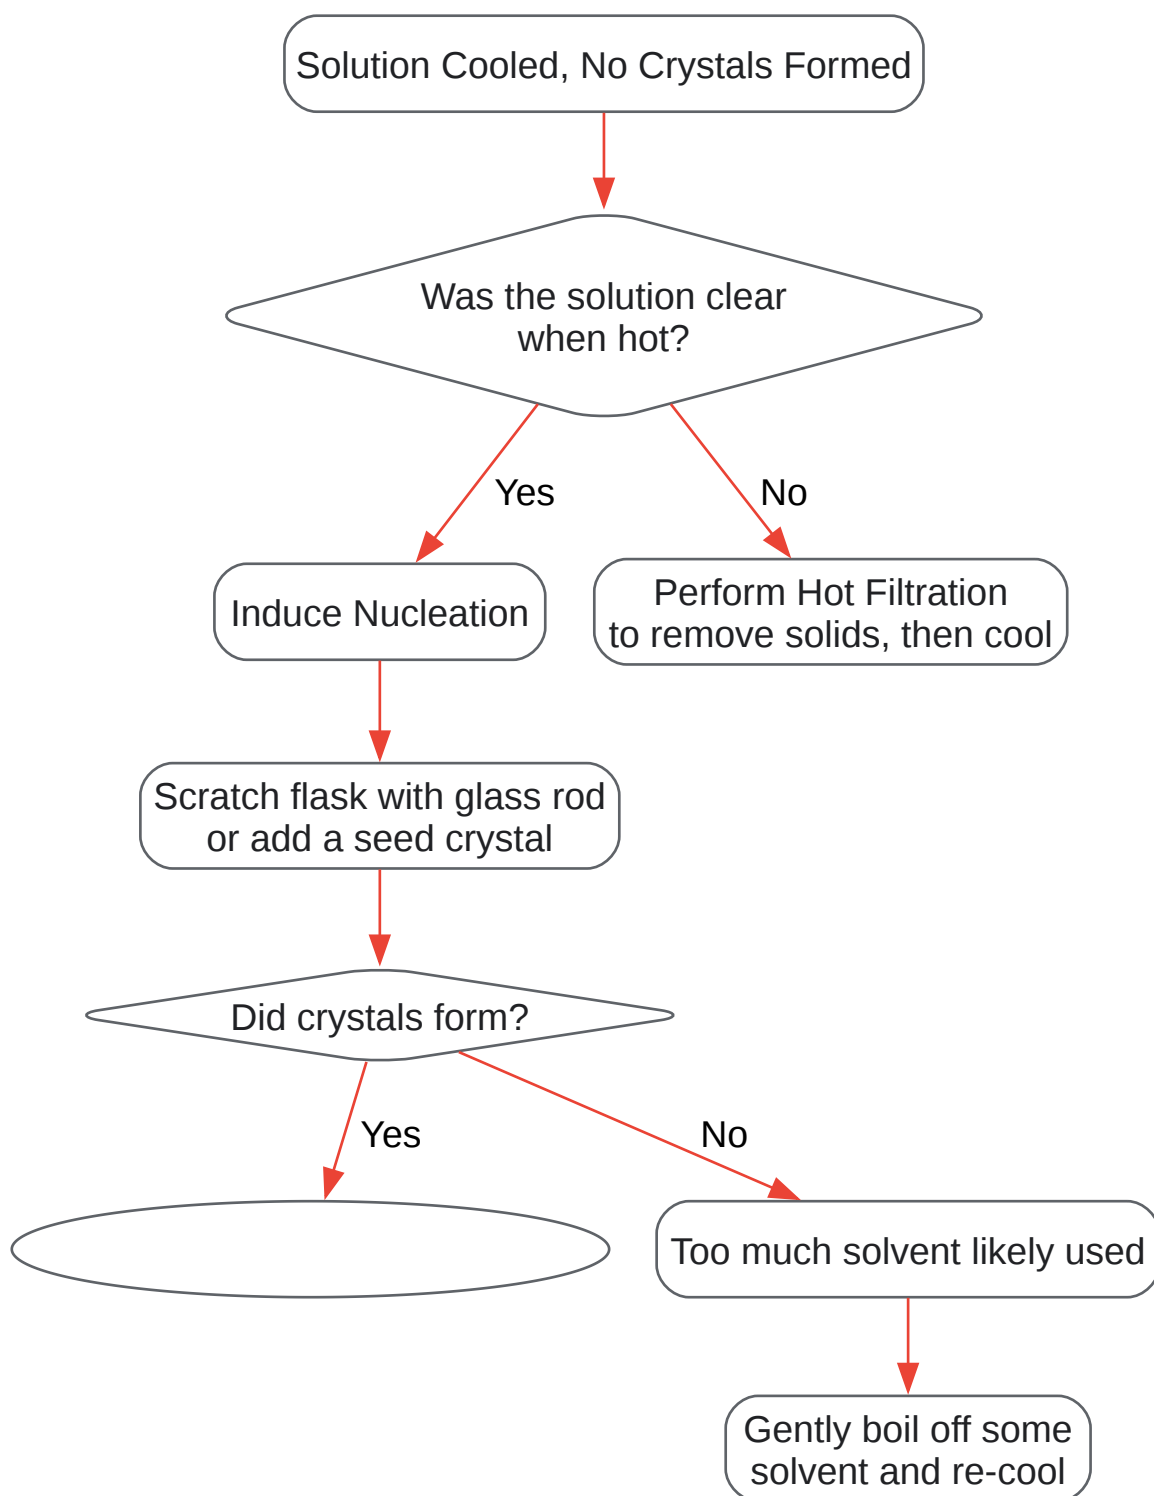 Solution Cooled, No Crystals Formed
Was the solution clear
when hot?
Yes
No
Induce Nucleation
Perform Hot Filtration
to remove solids, then cool
Scratch flask with glass rod
or add a seed crystal
Did crystals form?
Yes
No
Too much solvent likely used
Gently boil off some
solvent and re-cool